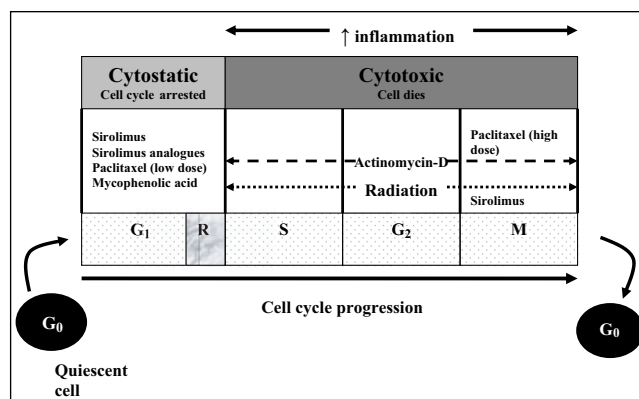 ↑ inflammation
Cytostatic
Cell cycle arrested
Cytotoxic
Cell dies
Sirolimus
Sirolimus analogues
Paclitaxel (low dose)
Mycophenolic acid
Paclitaxel (high
dose)
Actinomycin-D
Radiation
Sirolimus
G₁ R S G₂ M
Cell cycle progression
G₀
G₀
Quiescent
cell